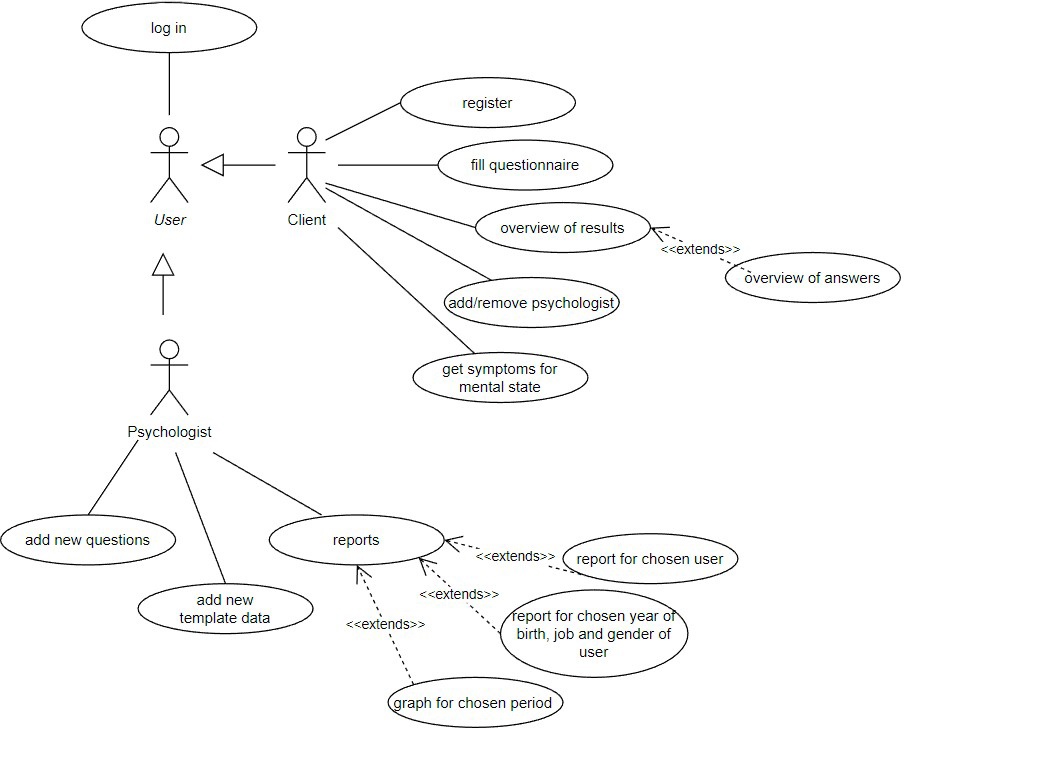 log in
register
fill questionnaire
User
Client
overview of results
<<extends>>
overview of answers
add/remove psychologist
get symptoms for
mental state
Psychologist
add new questions
reports
<<extends>>
report for chosen user
add new
template data
<<extends>>
<<extends>>
report for chosen year of
birth, job and gender of
user
graph for chosen period